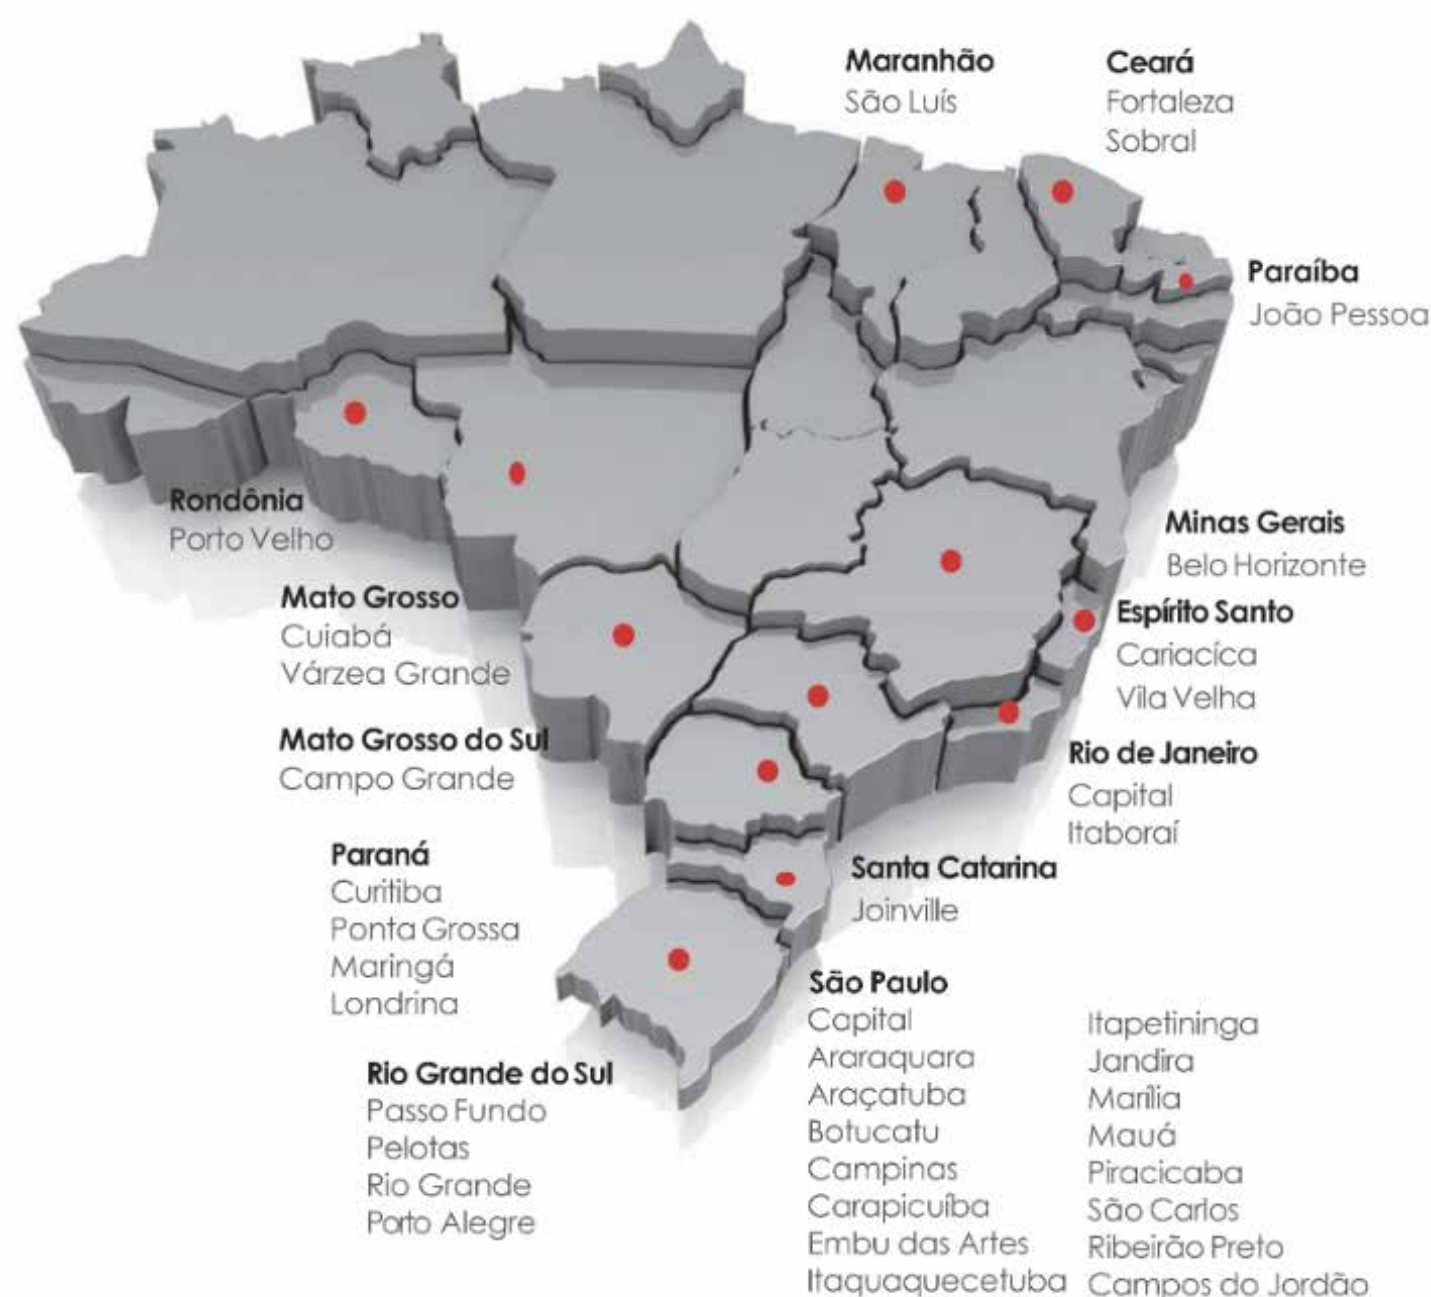 Maranhão
São Luís
Ceará
Fortaleza
Sobral
Paraíba
João Pessoa
Rondônia
Porto Velho
Minas Gerais
Belo Horizonte
Mato Grosso
Cuiabá
Várzea Grande
Espírito Santo
Cariacíca
Vila Velha
Mato Grosso do Sul
Campo Grande
Rio de Janeiro
Capital
Itaboraí
Paraná
Curitiba
Ponta Grossa
Maringá
Londrina
Santa Catarina
Joinville
Rio Grande do Sul
Passo Fundo
Pelotas
Rio Grande
Porto Alegre
São Paulo
Capital
Araraquara
Araçatuba
Botucatu
Campinas
Carapicuíba
Embu das Artes
Itaquaquecetuba
Itapetininga
Jandira
Marília
Mauá
Piracicaba
São Carlos
Ribeirão Preto
Campos do Jordão